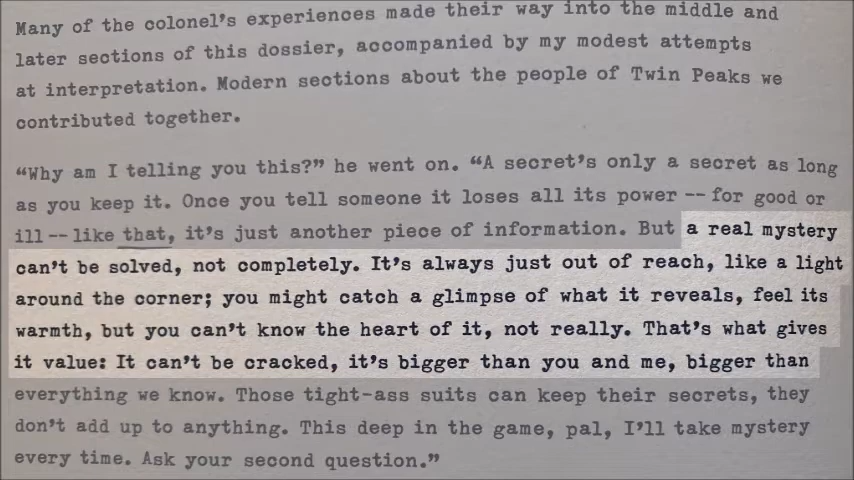 Many of the colonel's experiences made their way into the middle and
later sections of this dossier, accompanied by my modest attempts
at interpretation. Modern sections about the people of Twin Peaks we
contributed together.
“Why am I telling you this?” he went on. “A secret's only a secret as long
as you keep it. Once you tell someone it loses all its power -- for good or
ill -- like that, it's just another piece of information. But a real mystery
can't be solved, not completely. It's always just out of reach, like a light
around the corner; you might catch a glimpse of what it reveals, feel its
warmth, but you can't know the heart of it, not really. That's what gives
it value: It can't be cracked, it's bigger than you and me, bigger than
everything we know. Those tight-ass suits can keep their secrets, they
don't add up to anything. This deep in the game, pal, I'll take mystery
every time. Ask your second question.”